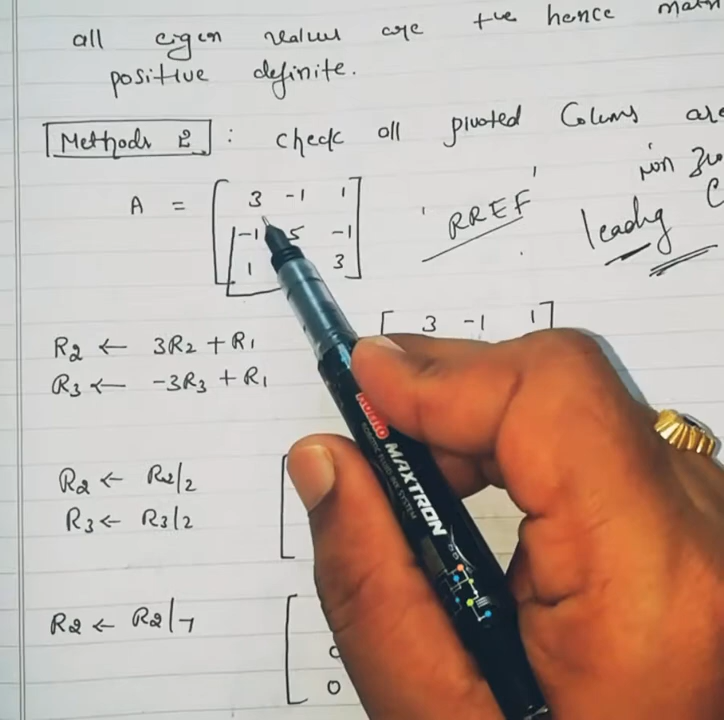 all eigen values are +ve hence
positive definite.
Methods 2 : check all pivoted Colums are
non
A = [ 3 -1 1
-1 5 -1
1 3 ]
'RREF'
leading
R2 ← 3R2 + R1
R3 ← -3R3 + R1
[ 3 -1 1 ]
R2 ← R2/2
R3 ← R3/2
R2 ← R2/7
0
0
MAXTRON